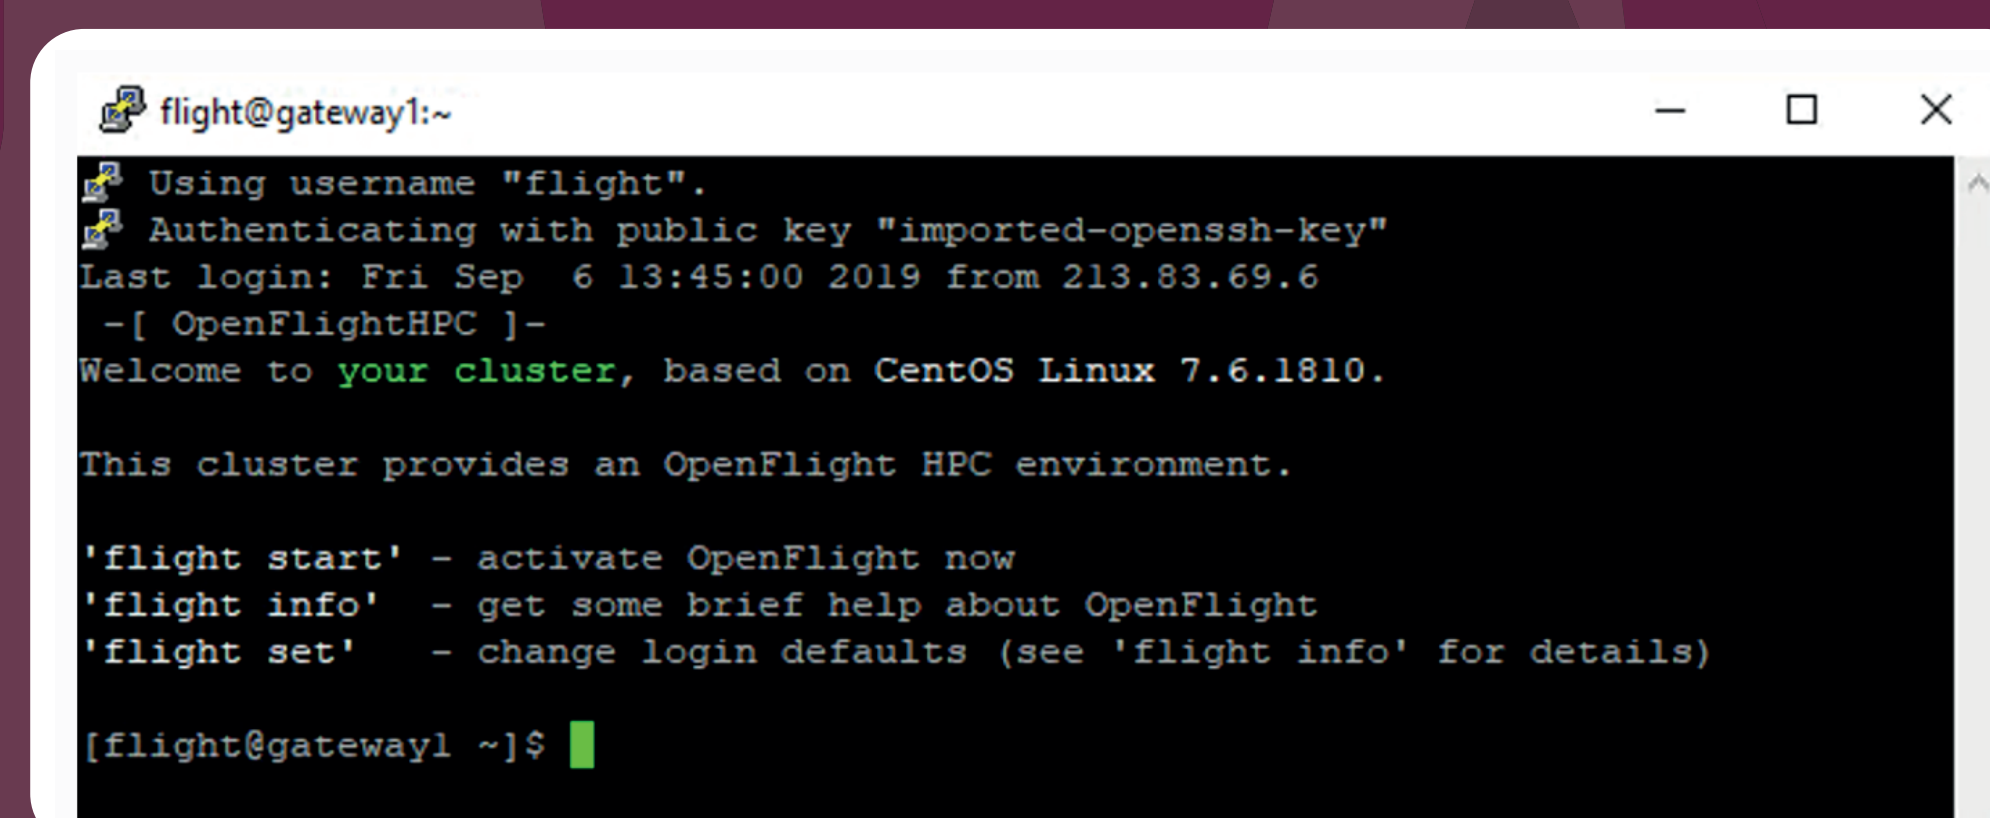 flight@gateway1:~
Using username "flight".
Authenticating with public key "imported-openssh-key"
Last login: Fri Sep  6 13:45:00 2019 from 213.83.69.6
 -[ OpenFlightHPC ]-
Welcome to your cluster, based on CentOS Linux 7.6.1810.
This cluster provides an OpenFlight HPC environment.
'flight start' - activate OpenFlight now
'flight info'  - get some brief help about OpenFlight
'flight set'   - change login defaults (see 'flight info' for details)
[flight@gateway1 ~]$